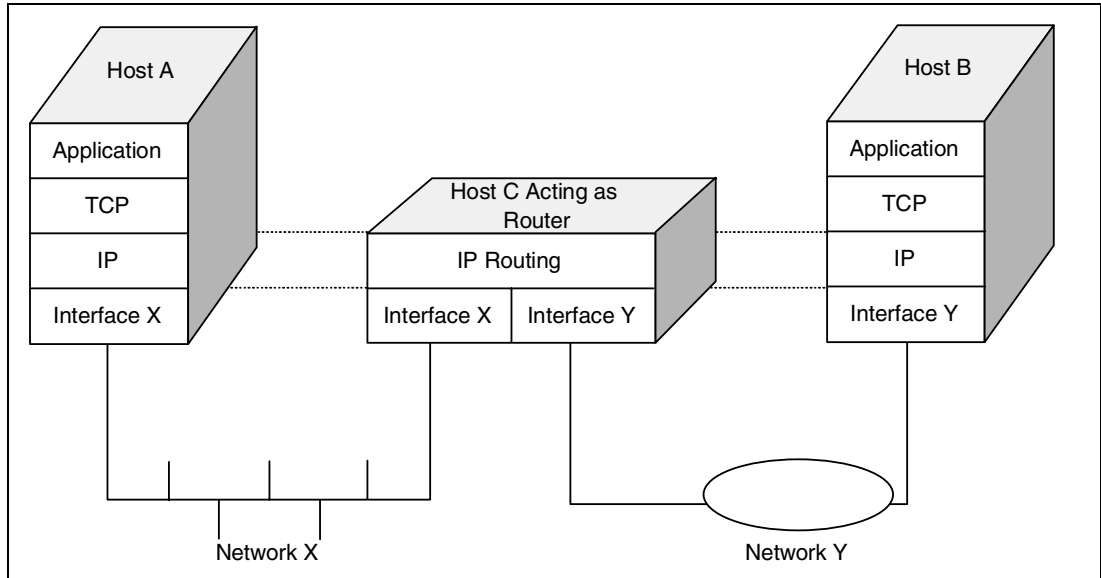 Host A
Application
TCP
IP
Interface X
Host C Acting as
Router
IP Routing
Interface X
Interface Y
Host B
Application
TCP
IP
Interface Y
Network X
Network Y